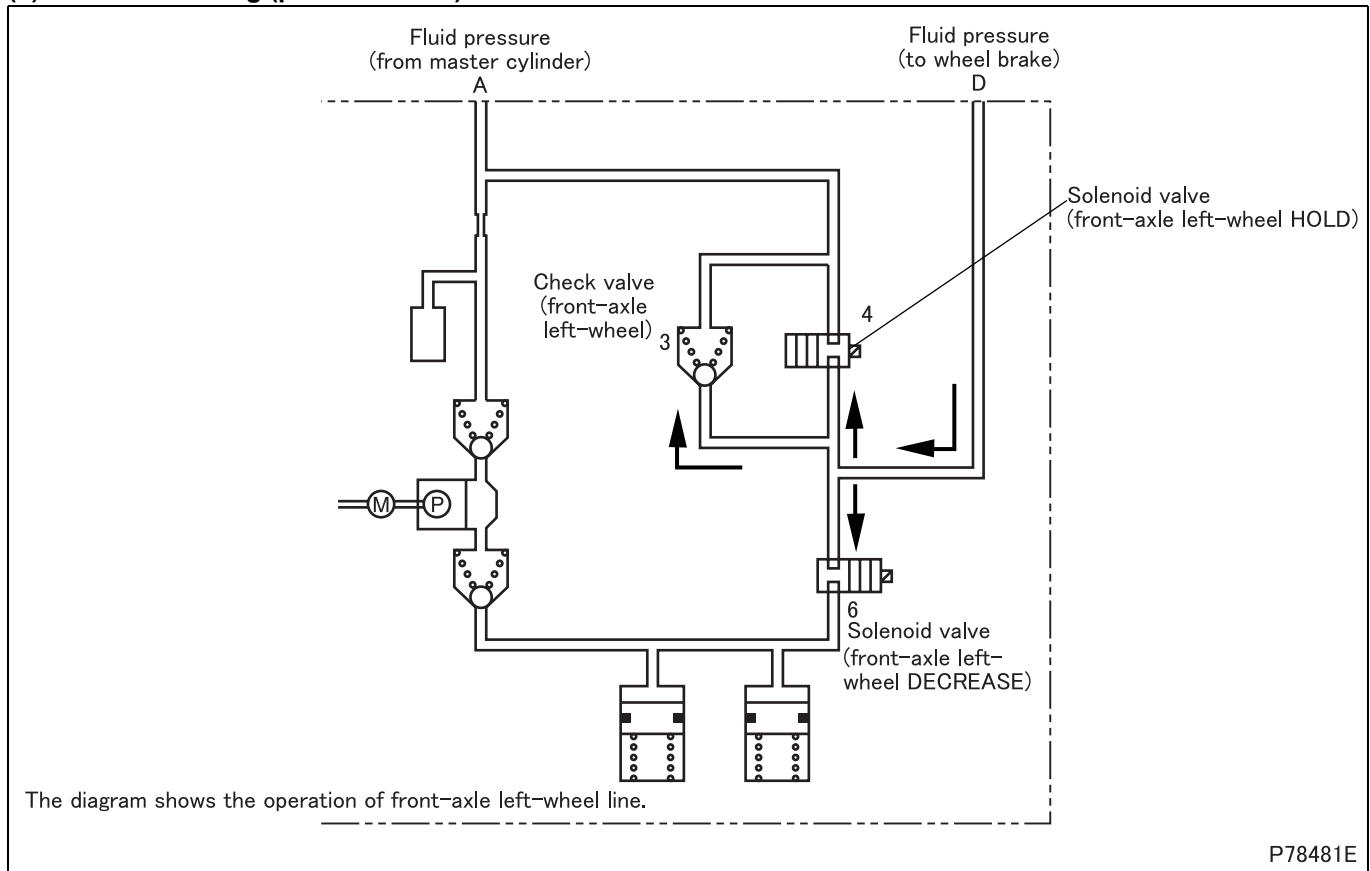 Fluid pressure
(from master cylinder)
A
Fluid pressure
(to wheel brake)
D
Solenoid valve
(front-axle left-wheel HOLD)
Check valve
(front-axle
left-wheel)
3
4
M
P
6
Solenoid valve
(front-axle left-
wheel DECREASE)
The diagram shows the operation of front-axle left-wheel line.
P78481E